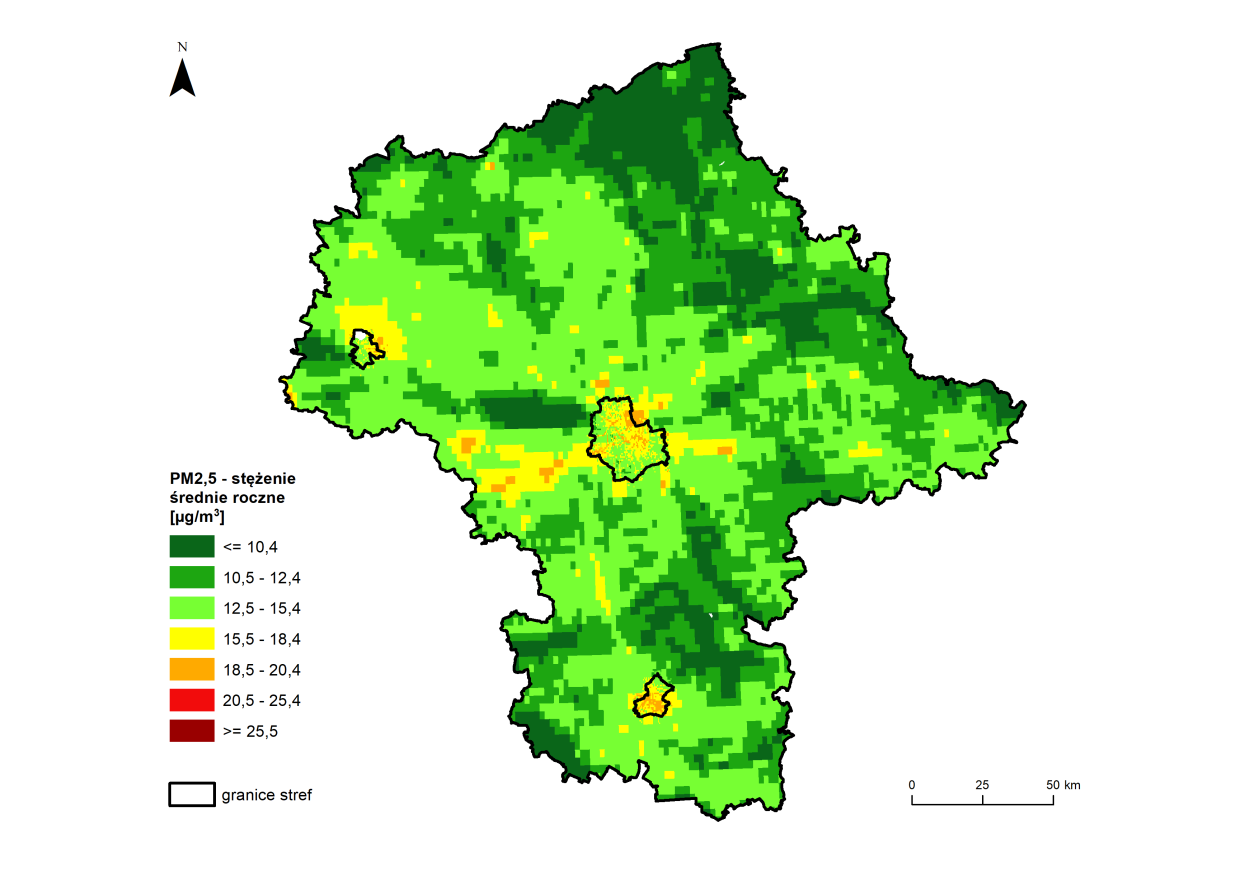 N
PM2,5 - stężenie
średnie roczne
[µg/m³]
<= 10,4
10,5 - 12,4
12,5 - 15,4
15,5 - 18,4
18,5 - 20,4
20,5 - 25,4
>= 25,5
granice stref
0 25 50 km